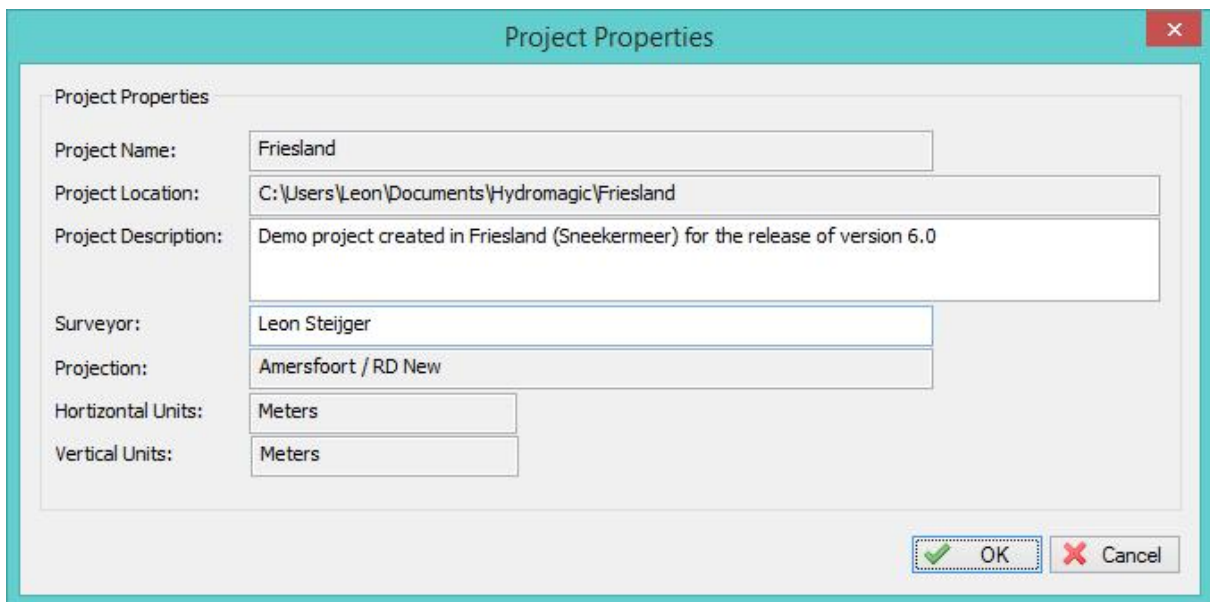 Project Properties
Project Properties
Project Name: Friesland
Project Location: C:\Users\Leon\Documents\Hydromagic\Friesland
Project Description: Demo project created in Friesland (Sneekermeer) for the release of version 6.0
Surveyor: Leon Steijger
Projection: Amersfoort / RD New
Hortizontal Units: Meters
Vertical Units: Meters
OK Cancel